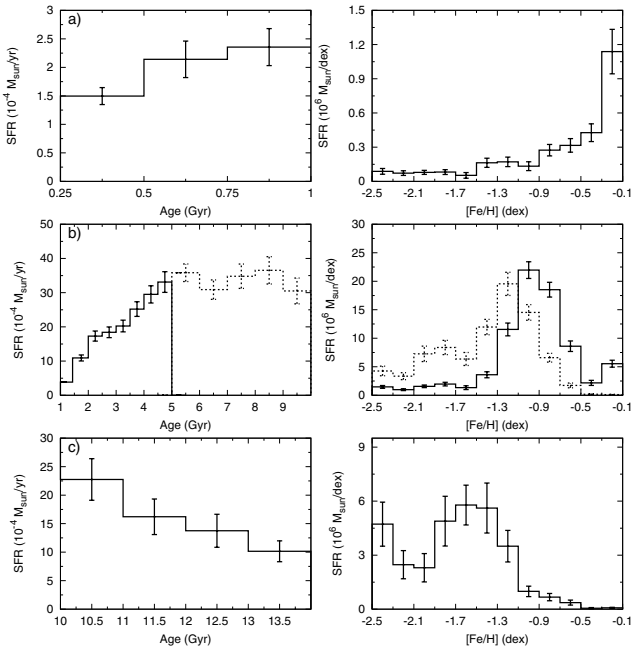 a)
SFR (10⁻⁴ M_sun/yr)
3
2.5
2
1.5
1
0.5
0
0.25 0.5 0.75 1
Age (Gyr)
SFR (10⁶ M_sun/dex)
1.5
1.2
0.9
0.6
0.3
0
-2.5 -2.1 -1.7 -1.3 -0.9 -0.5 -0.1
[Fe/H] (dex)
b)
SFR (10⁻⁴ M_sun/yr)
50
40
30
20
10
0
1 2 3 4 5 6 7 8 9
Age (Gyr)
SFR (10⁶ M_sun/dex)
30
25
20
15
10
5
0
-2.5 -2.1 -1.7 -1.3 -0.9 -0.5 -0.1
[Fe/H] (dex)
c)
SFR (10⁻⁴ M_sun/yr)
30
25
20
15
10
5
0
10 10.5 11 11.5 12 12.5 13 13.5
Age (Gyr)
SFR (10⁶ M_sun/dex)
9
6
3
0
-2.5 -2.1 -1.7 -1.3 -0.9 -0.5 -0.1
[Fe/H] (dex)